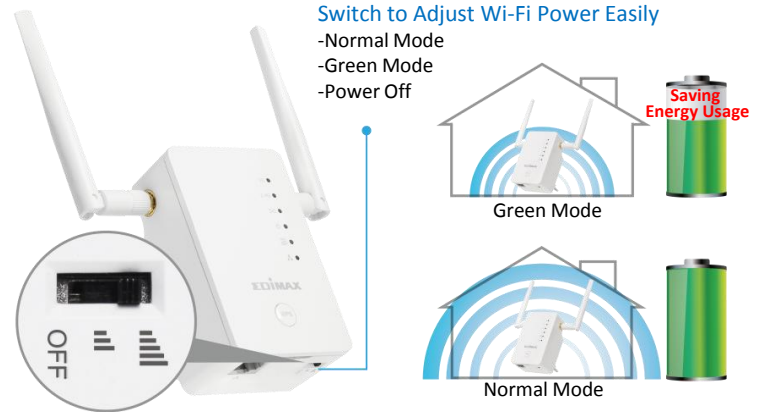 Switch to Adjust Wi-Fi Power Easily
-Normal Mode
-Green Mode
-Power Off
Saving
Energy Usage
Green Mode
EDIMAX
WPS
OFF
Normal Mode